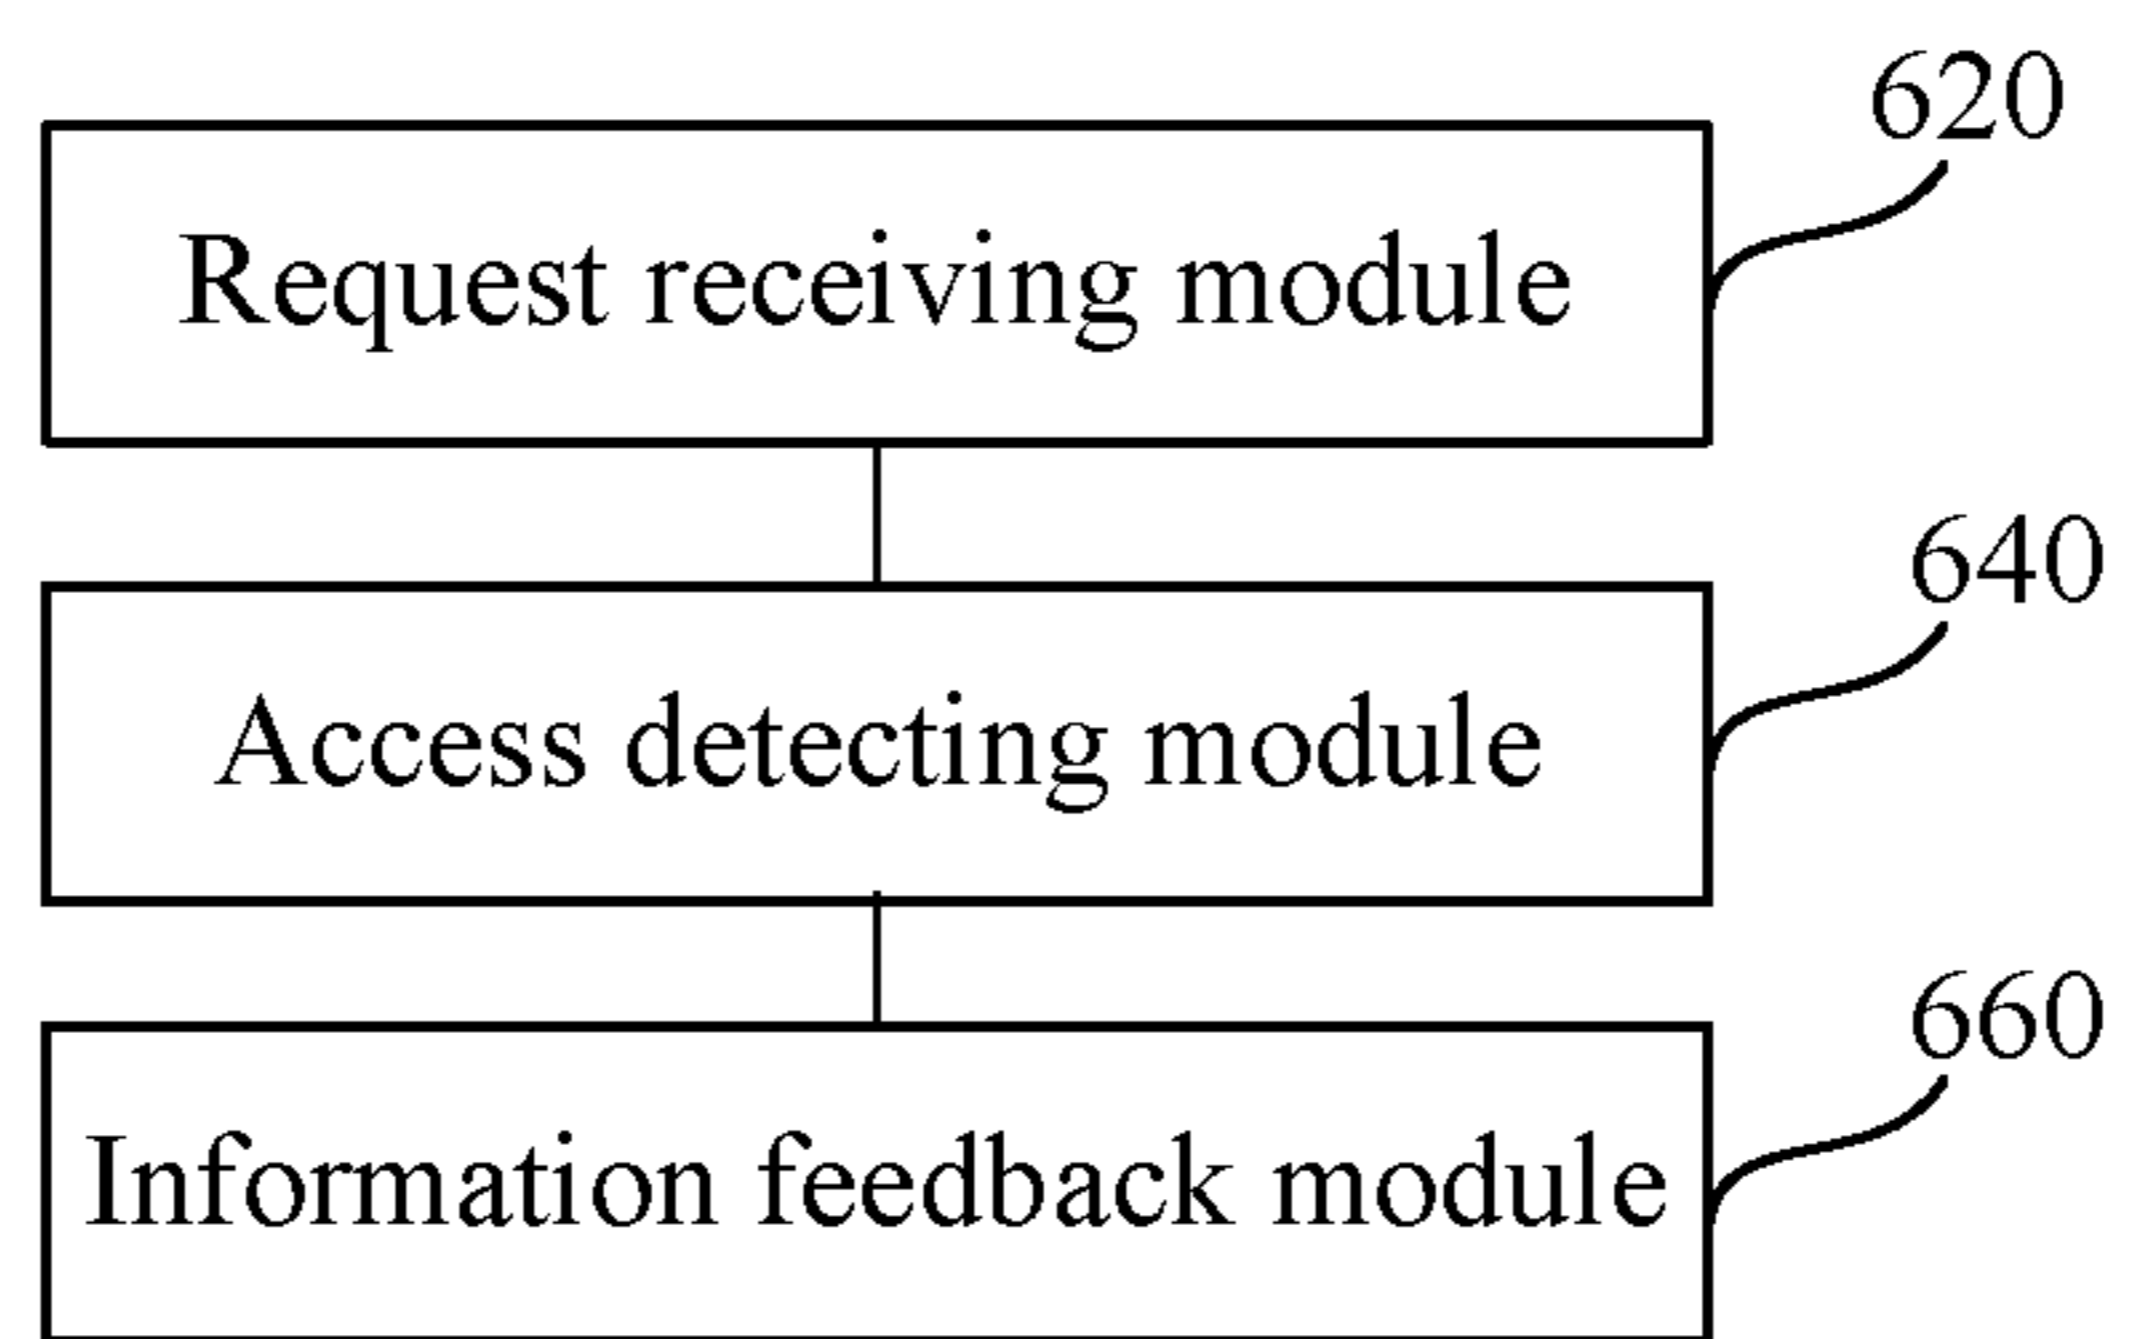 620
Request receiving module
640
Access detecting module
660
Information feedback module